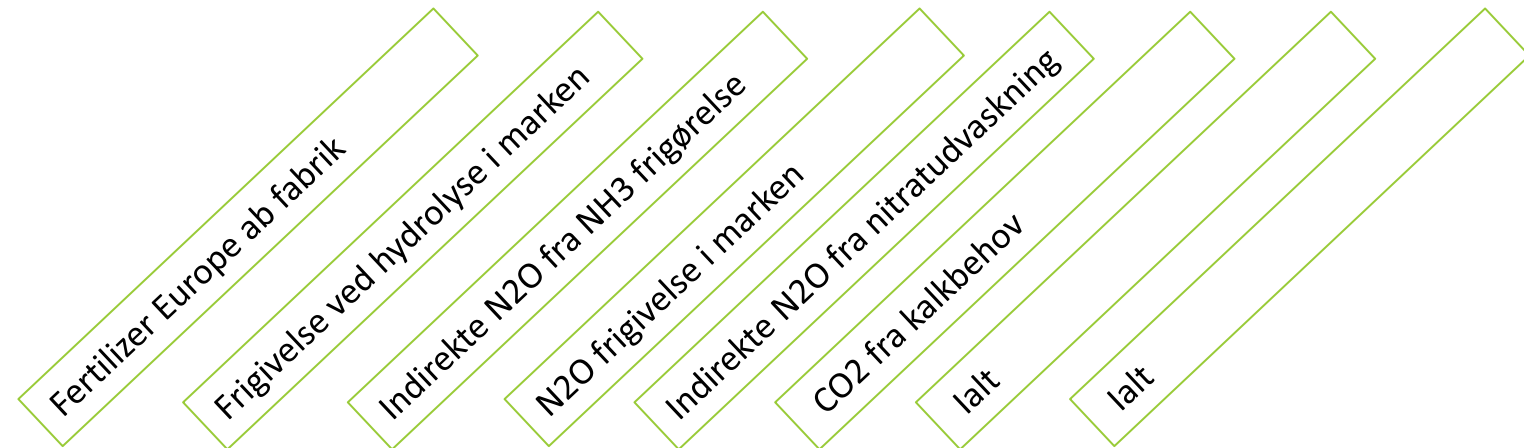 Fertilizer Europe ab fabrik
Frigivelse ved hydrolyse i marken
Indirekte N2O fra NH3 frigørelse
N2O frigivelse i marken
Indirekte N2O fra nitratudvaskning
CO2 fra kalkbehov
Ialt
Ialt